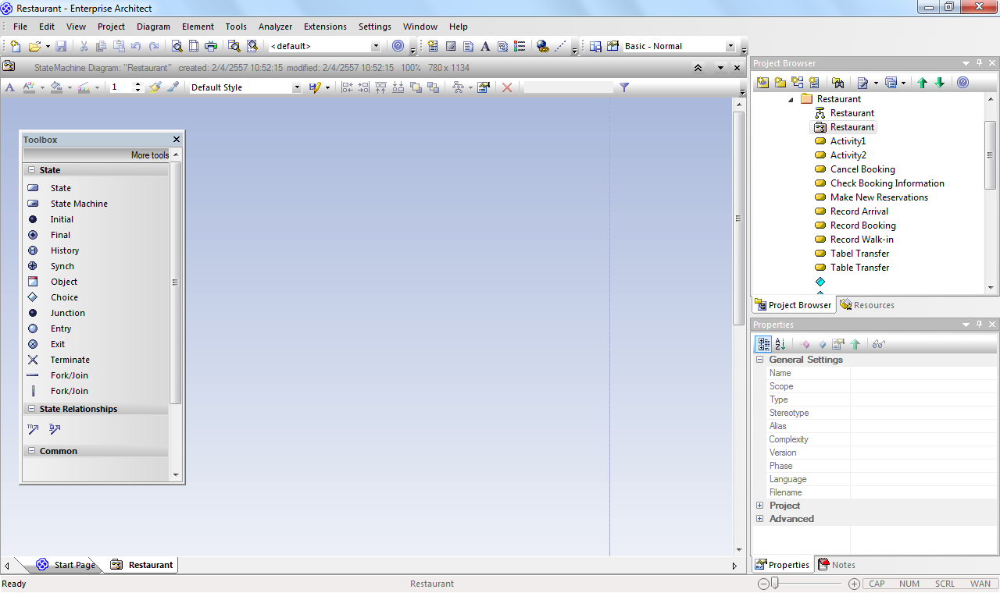 Restaurant - Enterprise Architect
File Edit View Project Diagram Element Tools Analyzer Extensions Settings Window Help
<default> Basic - Normal
StateMachine Diagram: "Restaurant" created: 2/4/2557 10:52:15 modified: 2/4/2557 10:52:15 100% 780 x 1134
1 Default Style
Toolbox
More tools
State
State
State Machine
Initial
Final
History
Synch
Object
Choice
Junction
Entry
Exit
Terminate
Fork/Join
Fork/Join
State Relationships
Common
Start Page Restaurant
Project Browser
Restaurant
Restaurant
Restaurant
Activity1
Activity2
Cancel Booking
Check Booking Information
Make New Reservations
Record Arrival
Record Booking
Record Walk-in
Tabel Transfer
Table Transfer
Project Browser Resources
Properties
General Settings
Name
Scope
Type
Stereotype
Alias
Complexity
Version
Phase
Language
Filename
Project
Advanced
Properties Notes
Ready Restaurant CAP NUM SCRL WAN